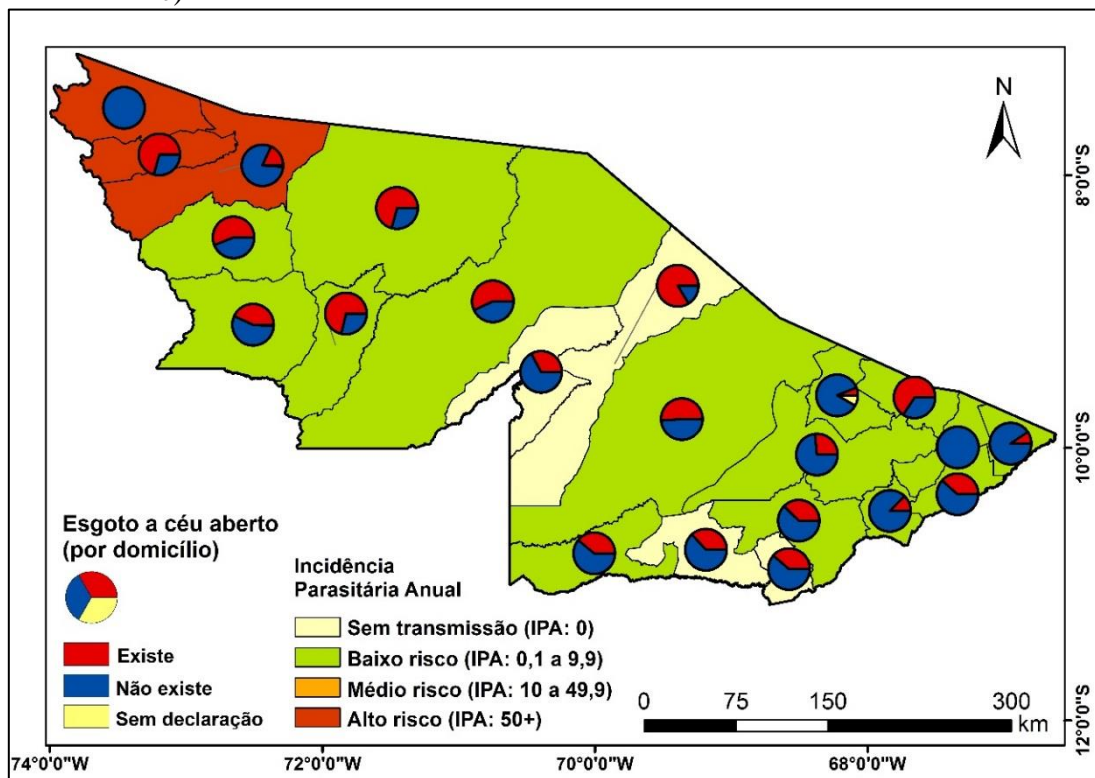 N
8°0'0"S
10°0'0"S
12°0'0"S
74°0'0"W
72°0'0"W
70°0'0"W
68°0'0"W
Esgoto a céu aberto
(por domicílio)
Existe
Não existe
Sem declaração
Incidência
Parasitária Anual
Sem transmissão (IPA: 0)
Baixo risco (IPA: 0,1 a 9,9)
Médio risco (IPA: 10 a 49,9)
Alto risco (IPA: 50+)
0 75 150 300
km